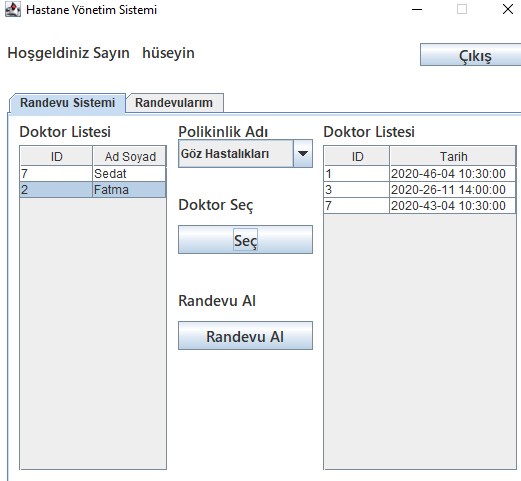 Hastane Yönetim Sistemi
Hoşgeldiniz Sayın hüseyin
Çıkış
Randevu Sistemi Randevularım
Doktor Listesi
ID Ad Soyad
7 Sedat
2 Fatma
Polikinlik Adı
Göz Hastalıkları
Doktor Seç
Seç
Randevu Al
Randevu Al
Doktor Listesi
ID Tarih
1 2020-46-04 10:30:00
3 2020-26-11 14:00:00
7 2020-43-04 10:30:00